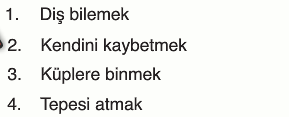 1. Diş bilemek
2. Kendini kaybetmek
3. Küplere binmek
4. Tepesi atmak